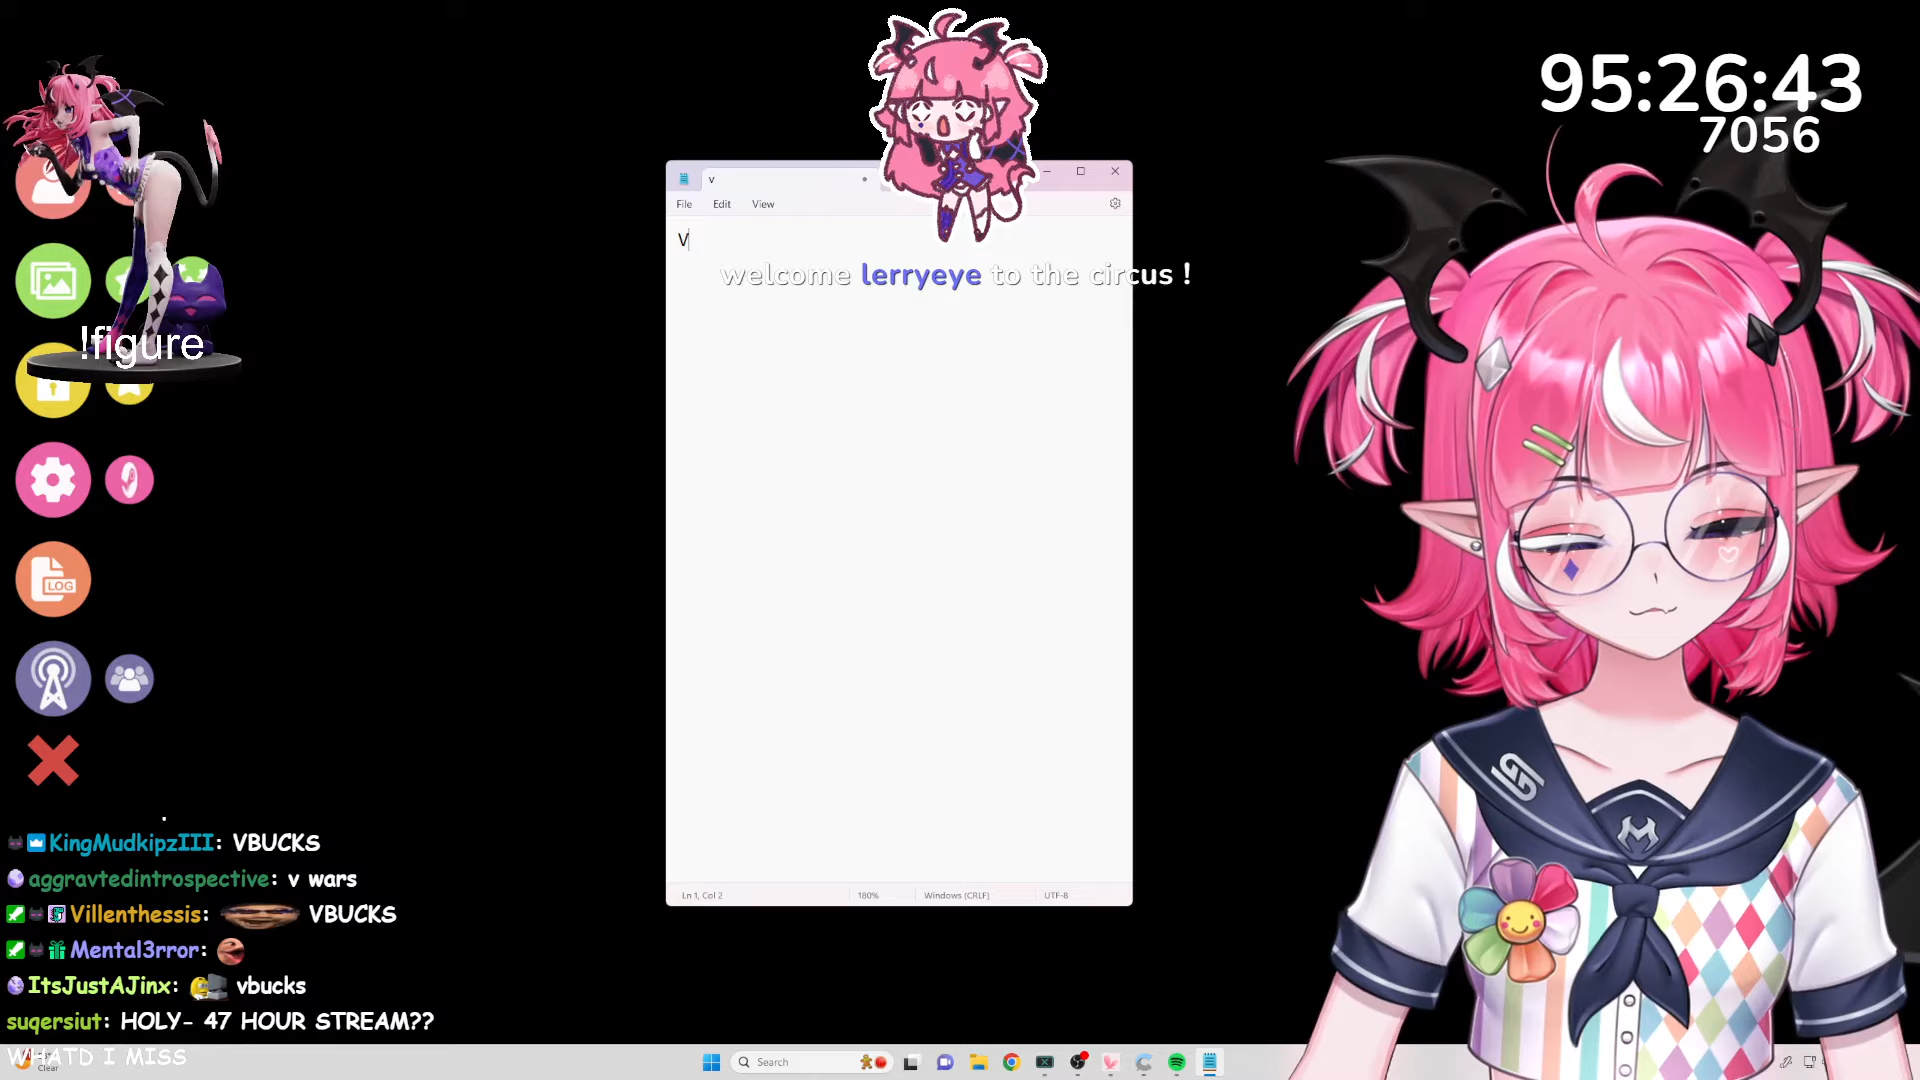 95:26:43
7056
v
File Edit View
V
welcome lerryeye to the circus !
!figure
LOG
KingMudkipzIII: VBUCKS
aggravtedintrospective: v wars
Villenthessis: VBUCKS
Mental3rror:
ItsJustAJinx: vbucks
suqersiut: HOLY- 47 HOUR STREAM??
WHATD I MISS
Ln 1, Col 2 180% Windows (CRLF) UTF-8
Clear
Search